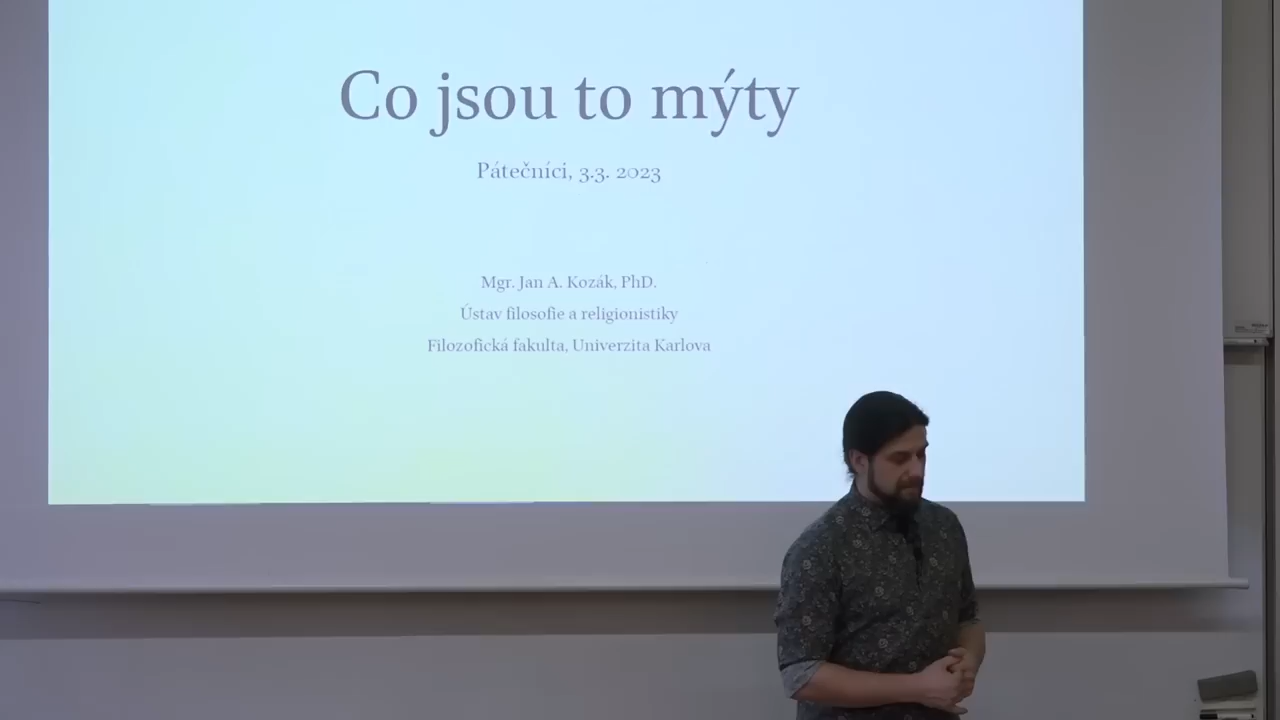 Co jsou to mýty
Pátečníci, 3.3. 2023
Mgr. Jan A. Kozák, PhD.
Ústav filosofie a religionistiky
Filozofická fakulta, Univerzita Karlova